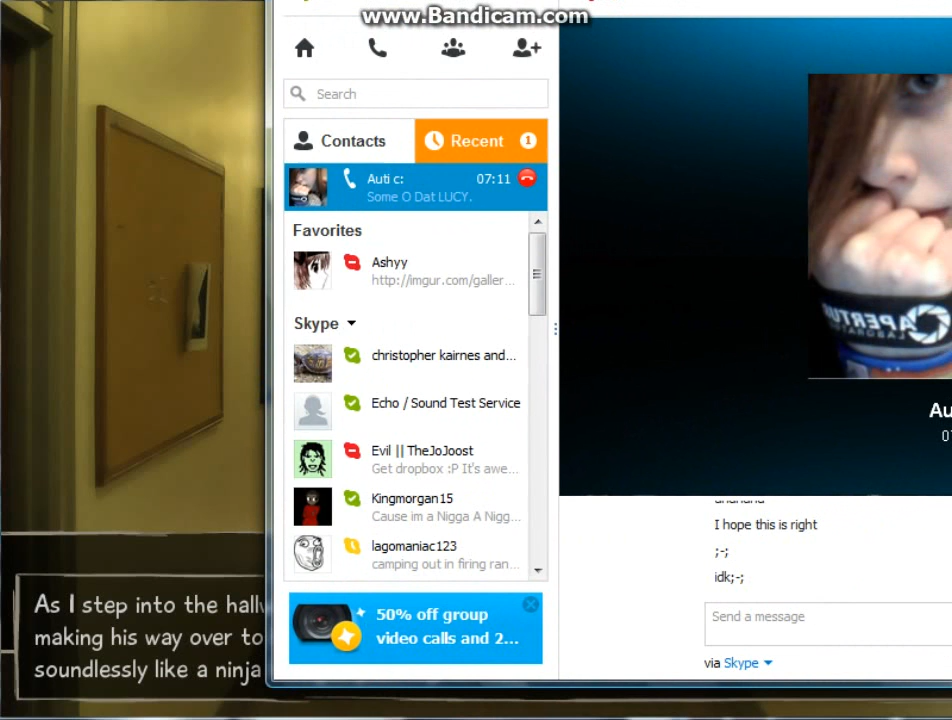 www.Bandicam.com
Search
Contacts
Recent 1
Auti c: 07:11
Some O Dat LUCY.
Favorites
Ashyy
http://imgur.com/galler...
Skype
christopher kairnes and...
Echo / Sound Test Service
Evil || TheJoJoost
Get dropbox :P It's awe...
Kingmorgan15
Cause im a Nigga A Nigg...
lagomaniac123
camping out in firing ran...
50% off group
video calls and 2...
Au
07
I hope this is right
;-;
idk;-;
Send a message
via Skype
As I step into the hallw
making his way over to
soundlessly like a ninja